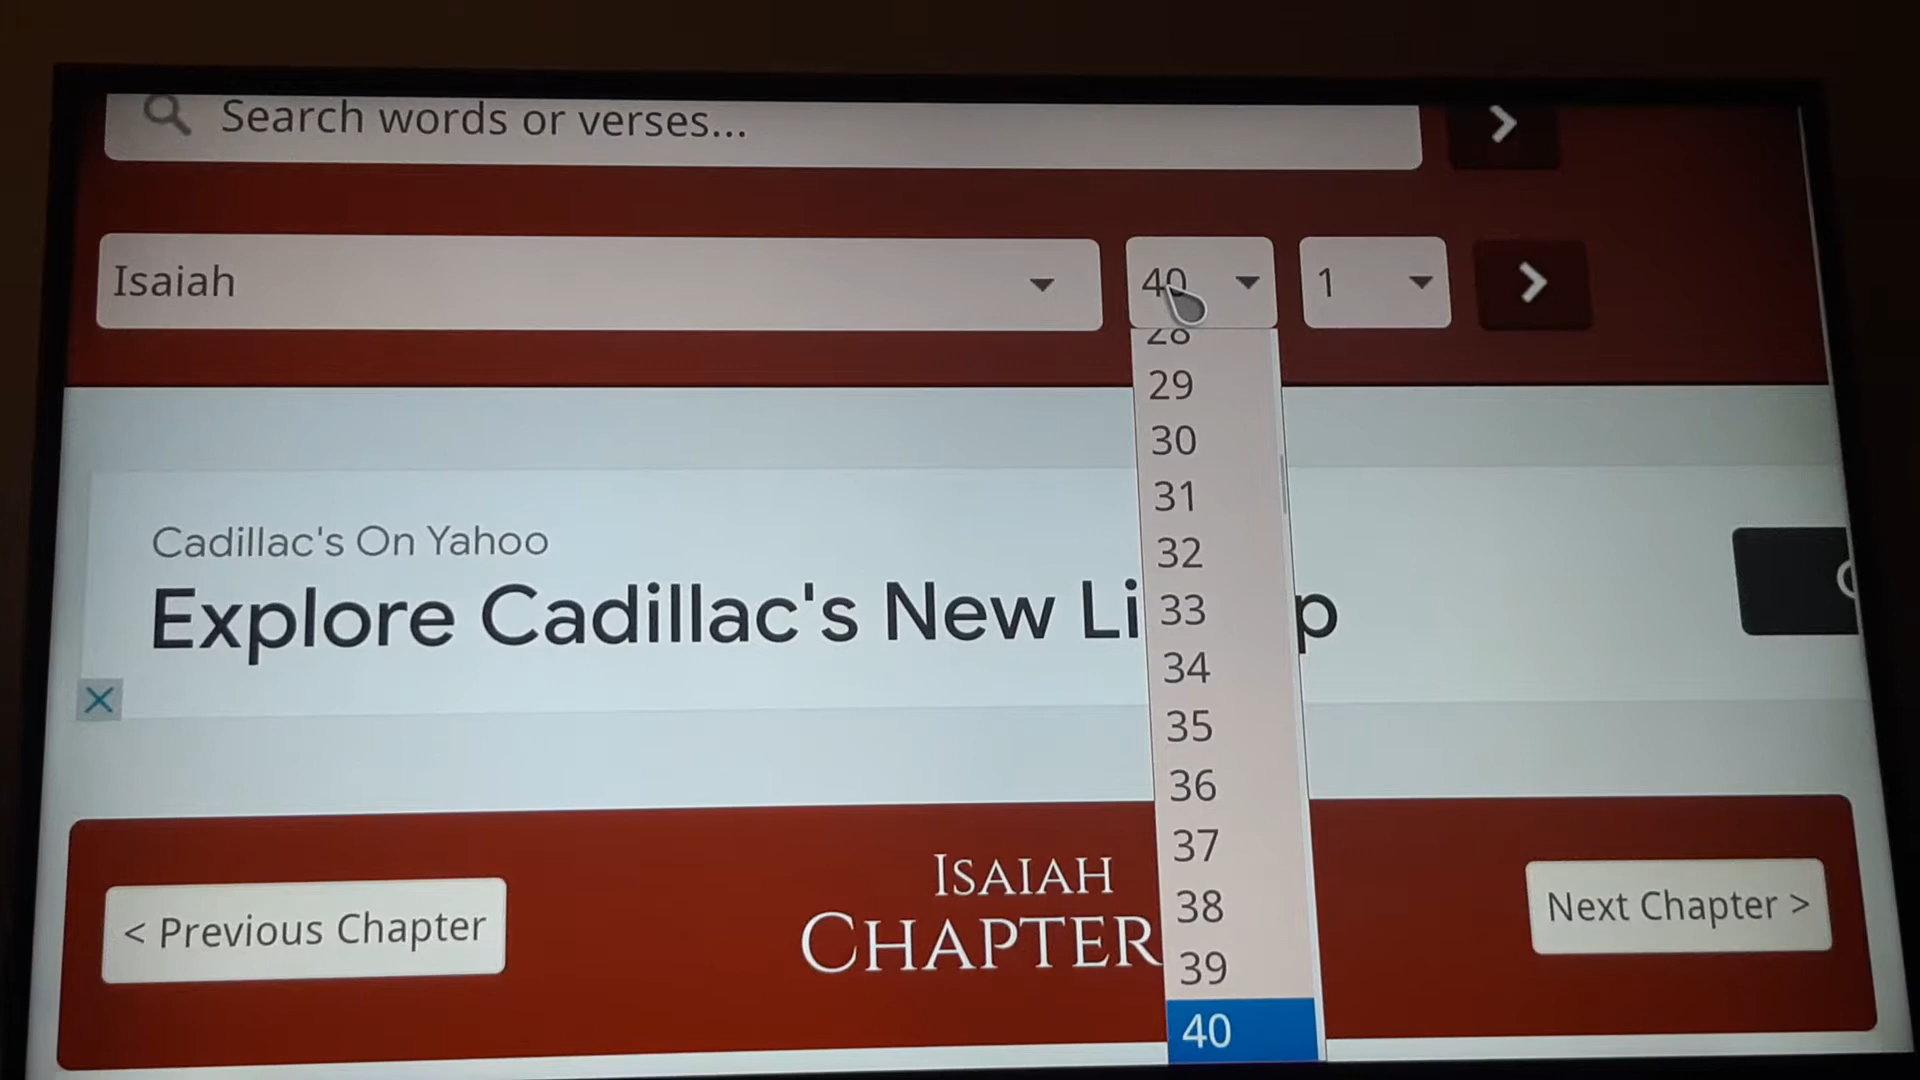 Search words or verses...
Isaiah
40
1
28
29
30
31
32
33
34
35
36
37
38
39
40
Cadillac's On Yahoo
Explore Cadillac's New Li p
< Previous Chapter
ISAIAH
CHAPTER
Next Chapter >